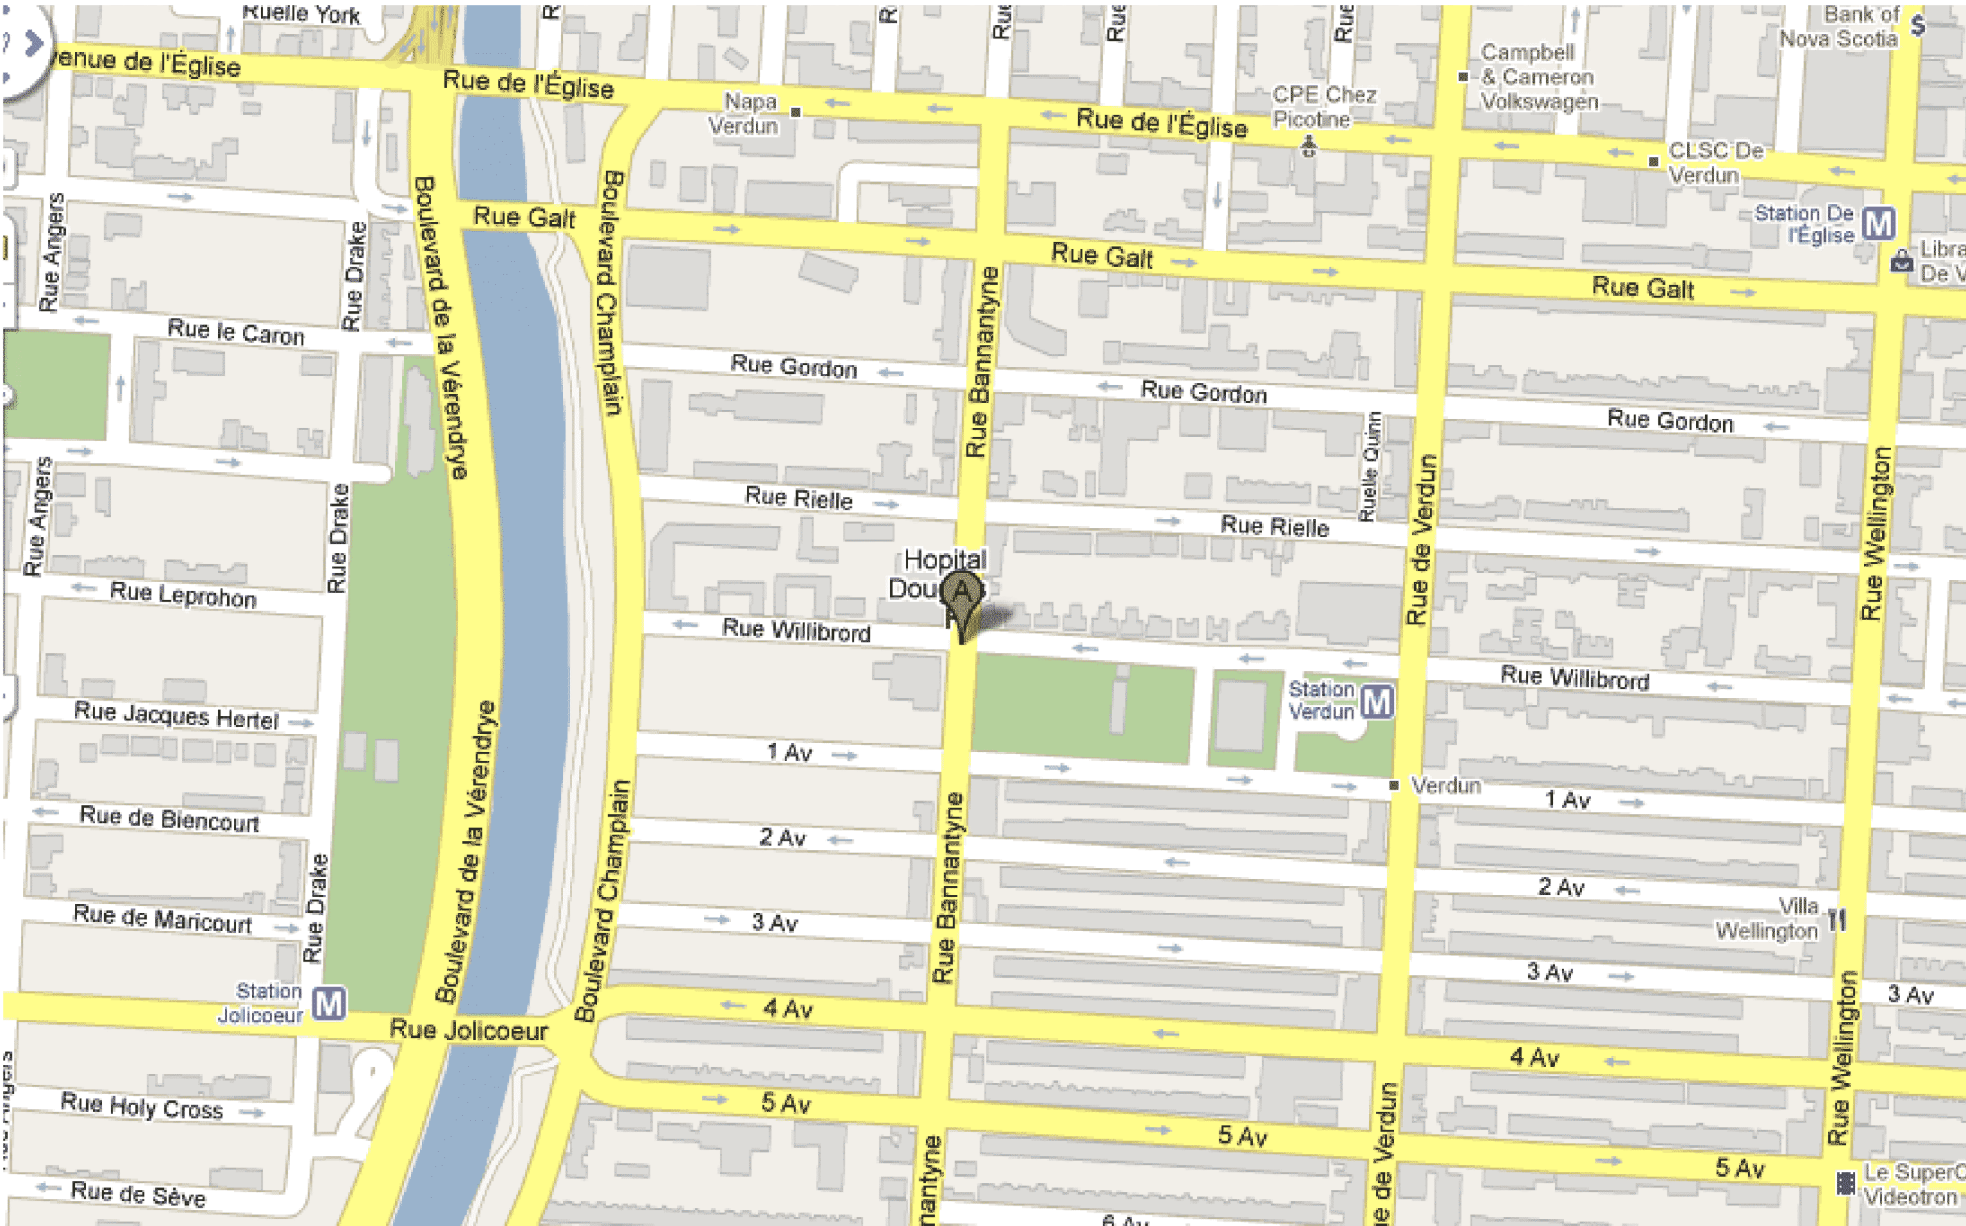 Ruelle York
Bank of
Nova Scotia
$
Campbell
& Cameron
Volkswagen
venue de l'Église
Rue de l'Église
Napa
Verdun
Rue de l'Église
CPE Chez
Picotine
CLSC De
Verdun
Station De
l'Église
M
Rue Galt
Rue Galt
Rue Galt
Rue Angers
Rue Drake
Boulevard de la Vérendrye
Boulevard Champlain
Rue Bannantyne
Rue le Caron
Rue Gordon
Rue Gordon
Rue Gordon
Ruelle Quinn
Rue de Verdun
Rue Wellington
Rue Angers
Rue Drake
Rue Rielle
Rue Rielle
Hopital
A
Rue Leprohon
Rue Willibrord
Rue Willibrord
Station
Verdun
M
Rue Jacques Hertel
1 Av
Verdun
1 Av
Rue de Biencourt
2 Av
2 Av
Boulevard de la Vérendrye
Boulevard Champlain
Rue Bannantyne
Rue Drake
Rue de Maricourt
3 Av
Villa
Wellington
3 Av
3 Av
Station
Jolicoeur
M
Rue Jolicoeur
4 Av
4 Av
Rue Wellington
Rue Holy Cross
5 Av
5 Av
5 Av
nantyne
e de Verdun
Rue de Sève
Le SuperC
Videotron
6 Av